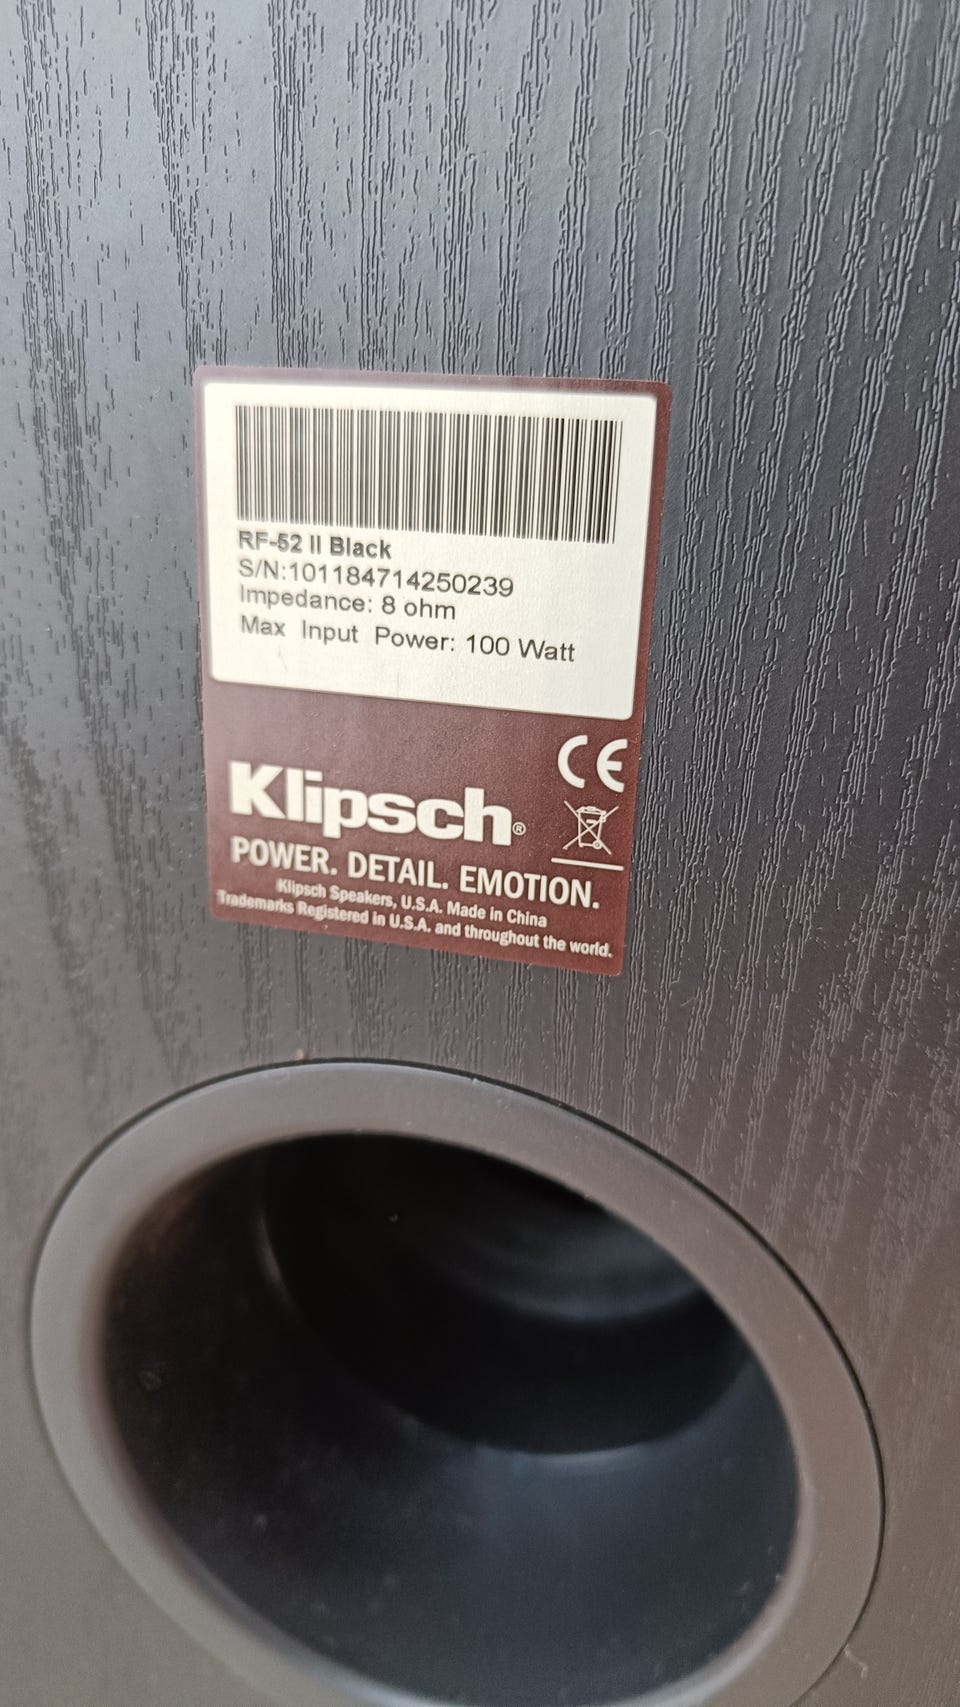 RF-52 II Black
S/N:101184714250239
Impedance: 8 ohm
Max Input Power: 100 Watt
CE
Klipsch®
POWER. DETAIL. EMOTION.
Klipsch Speakers, U.S.A. Made in China
Trademarks Registered in U.S.A. and throughout the world.